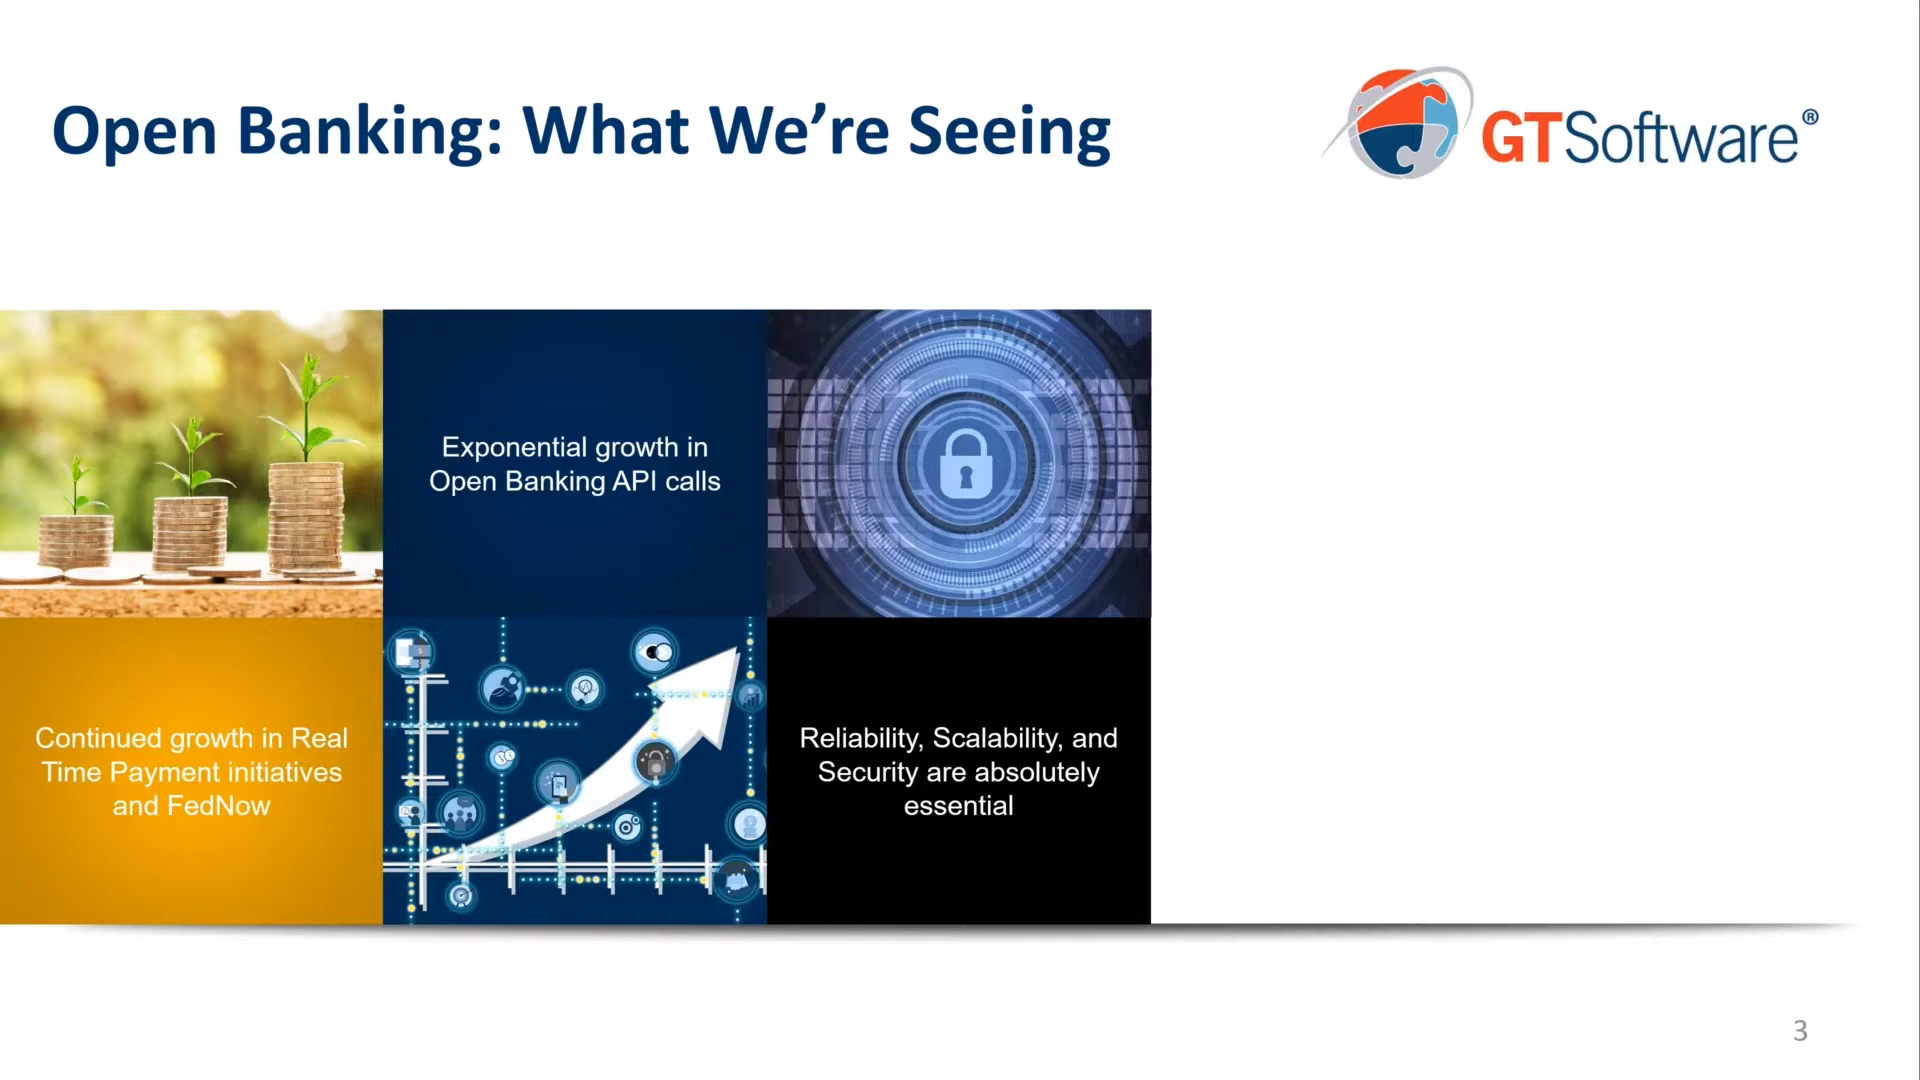 Open Banking: What We’re Seeing
GTSoftware®
Exponential growth in
Open Banking API calls
Continued growth in Real
Time Payment initiatives
and FedNow
Reliability, Scalability, and
Security are absolutely
essential
3